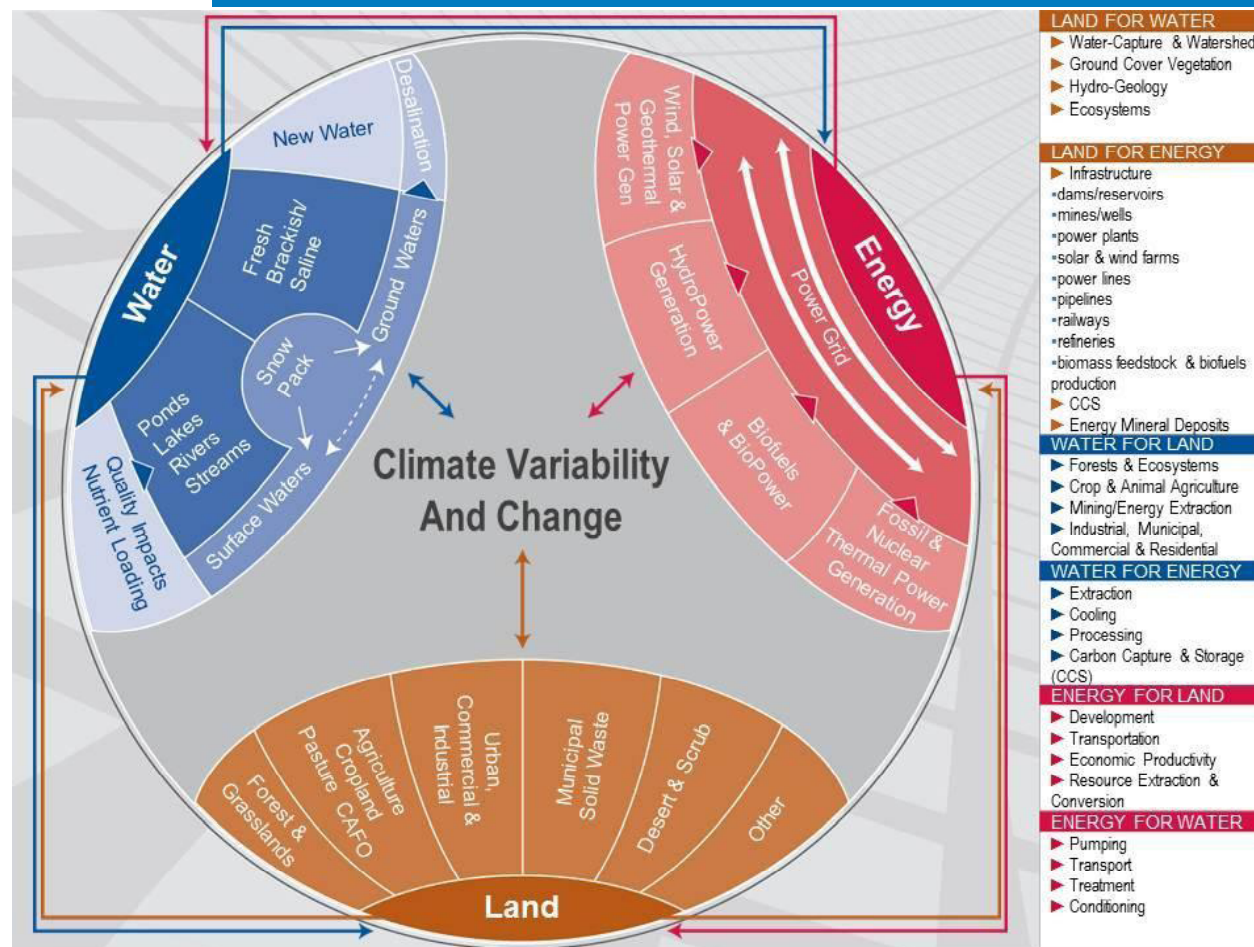 Water
New Water
Desalination
Fresh
Brackish/
Saline
Ground Waters
Snow
Pack
Ponds
Lakes
Rivers
Streams
Surface Waters
Quality Impacts
Nutrient Loading
Wind, Solar &
Geothermal
Power Gen
HydroPower
Generation
Biofuels
& BioPower
Fossil &
Nuclear
Thermal Power
Generation
Power Grid
Energy
Climate Variability
And Change
Forest &
Grasslands
Agriculture
Cropland
Pasture CAFO
Urban,
Commercial &
Industrial
Municipal
Solid Waste
Desert & Scrub
Other
Land
LAND FOR WATER
► Water-Capture & Watershed
► Ground Cover Vegetation
► Hydro-Geology
► Ecosystems
LAND FOR ENERGY
► Infrastructure
▪dams/reservoirs
▪mines/wells
▪power plants
▪solar & wind farms
▪power lines
▪pipelines
▪railways
▪refineries
▪biomass feedstock & biofuels
production
► CCS
► Energy Mineral Deposits
WATER FOR LAND
► Forests & Ecosystems
► Crop & Animal Agriculture
► Mining/Energy Extraction
► Industrial, Municipal,
Commercial & Residential
WATER FOR ENERGY
► Extraction
► Cooling
► Processing
► Carbon Capture & Storage
(CCS)
ENERGY FOR LAND
► Development
► Transportation
► Economic Productivity
► Resource Extraction &
Conversion
ENERGY FOR WATER
► Pumping
► Transport
► Treatment
► Conditioning